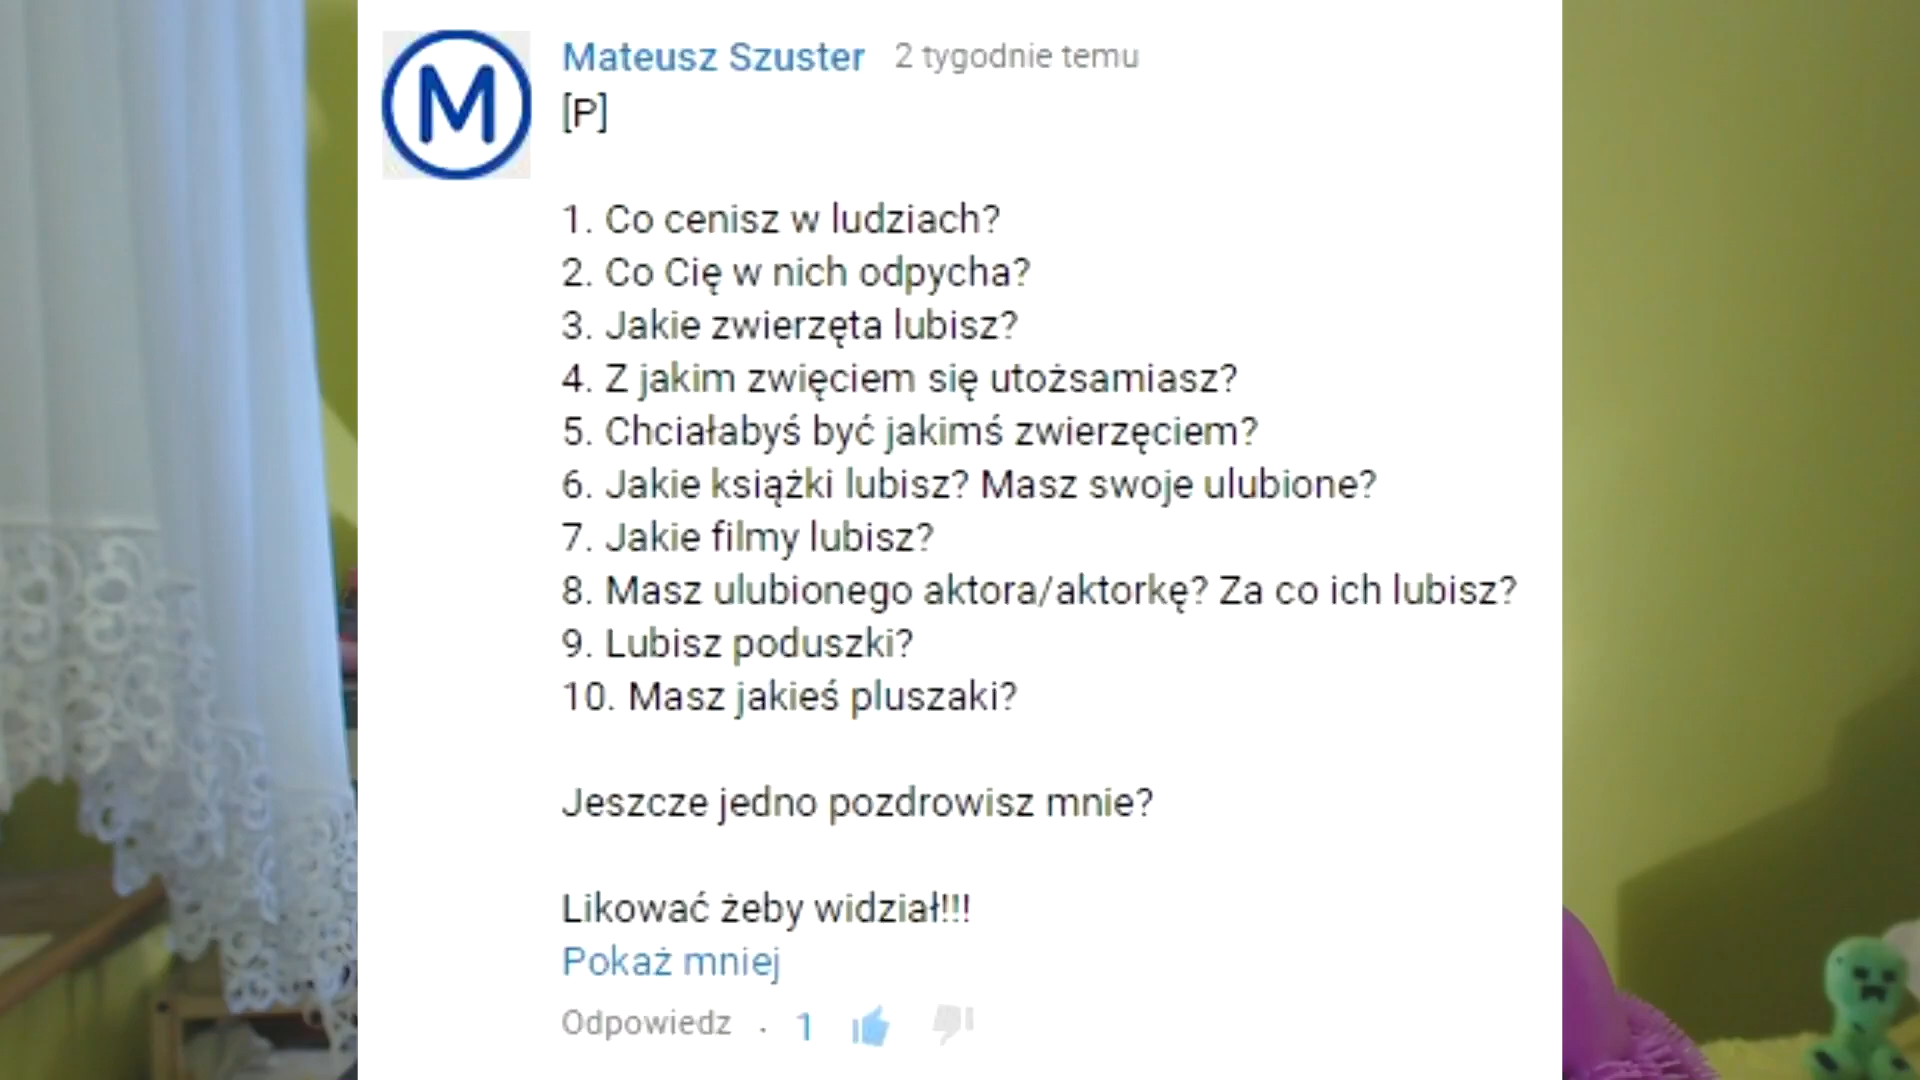 M
Mateusz Szuster 2 tygodnie temu
[P]
1. Co cenisz w ludziach?
2. Co Cię w nich odpycha?
3. Jakie zwierzęta lubisz?
4. Z jakim zwięciem się utożsamiasz?
5. Chciałabyś być jakimś zwierzęciem?
6. Jakie książki lubisz? Masz swoje ulubione?
7. Jakie filmy lubisz?
8. Masz ulubionego aktora/aktorkę? Za co ich lubisz?
9. Lubisz poduszki?
10. Masz jakieś pluszaki?
Jeszcze jedno pozdrowisz mnie?
Likować żeby widział!!!
Pokaż mniej
Odpowiedz · 1